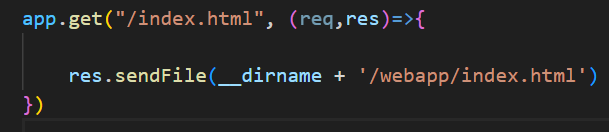 app.get("/index.html", (req,res)=>{
res.sendFile(__dirname + '/webapp/index.html')
})